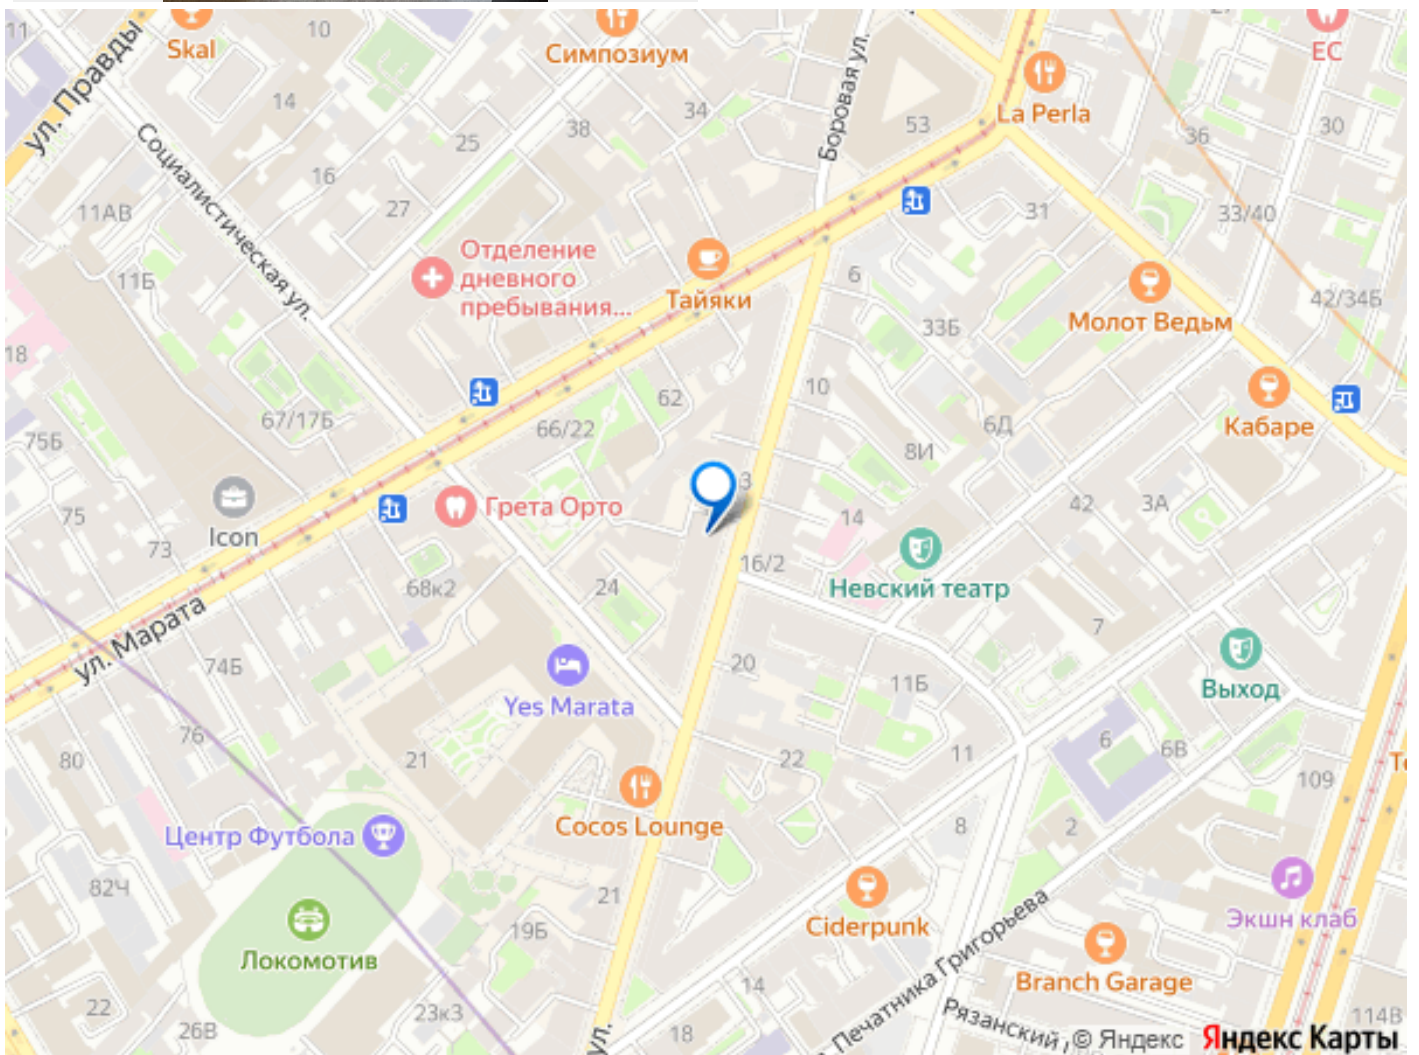 11
Skal
10
Симпозиум
Боровая ул.
La Perla
ЕС
ул. Правды
14
25
38
34
53
36
30
Социалистическая ул.
16
27
11АВ
31
33/40
Отделение
дневного
пребывания...
11Б
Тайяки
6
42/34Б
33Б
Молот Ведьм
18
10
62
67/17Б
66/22
6Д
Кабаре
75Б
8И
3
Icon
Грета Орто
14
42
3А
75
73
16/2
68к2
24
Невский театр
ул. Марата
7
74Б
20
11Б
Выход
Yes Marata
76
80
21
22
11
6
6В
109
Те
Cocos Lounge
Центр Футбола
8
2
82Ч
21
Ciderpunk
Экшн клаб
19Б
Локомотив
Branch Garage
22
26В
23к3
14
18
ул.
Печатника Григорьева
Рязанский
114В
© Яндекс Яндекс Карты